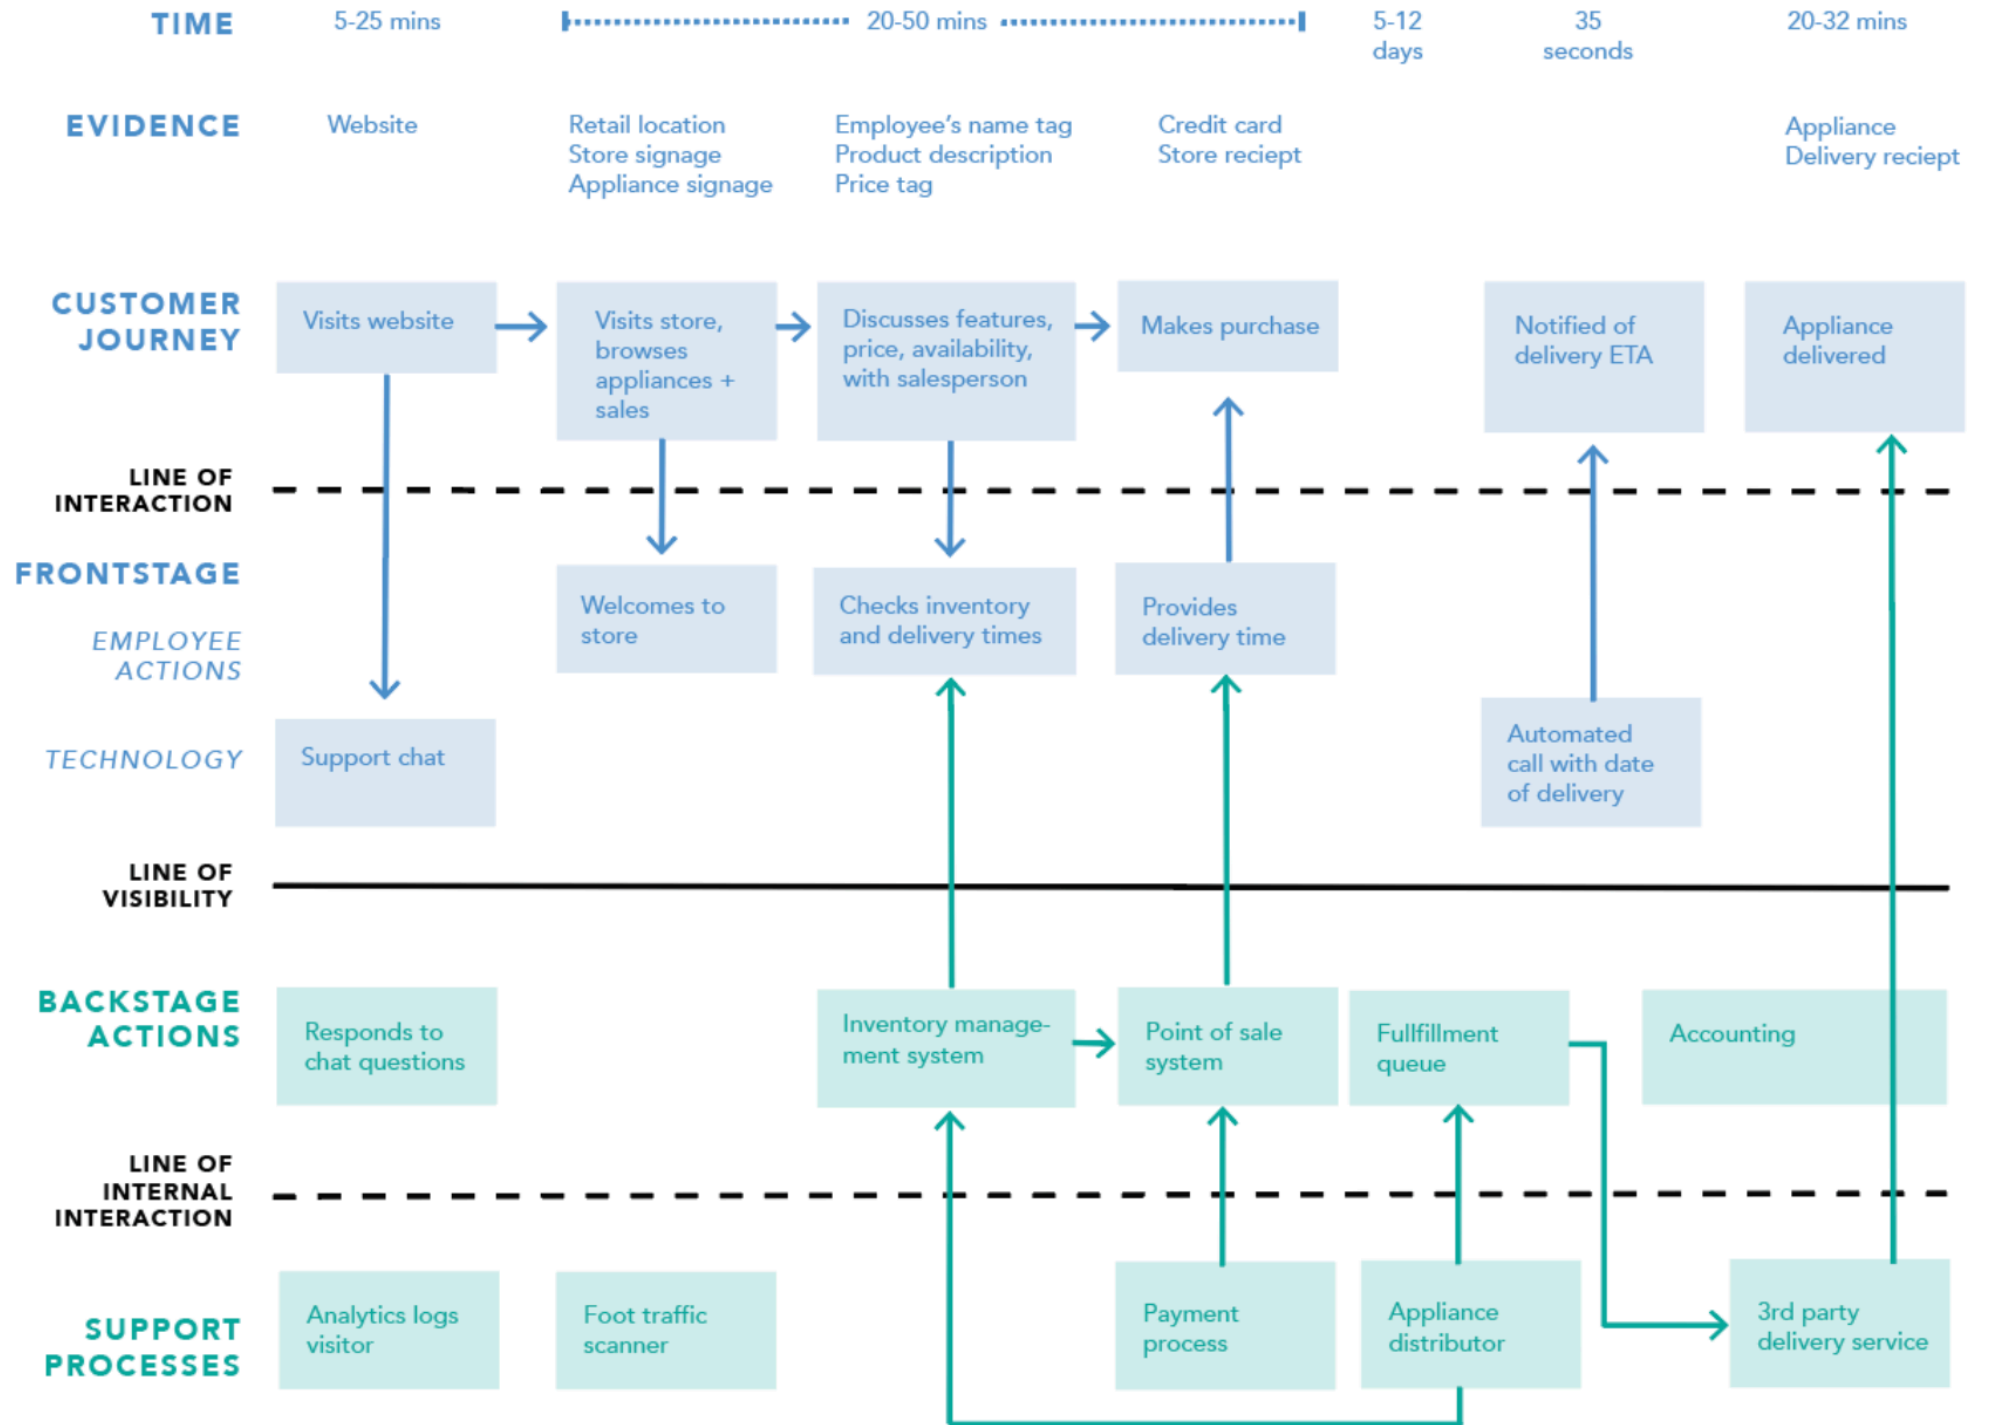 TIME
5-25 mins
20-50 mins
5-12
days
35
seconds
20-32 mins
EVIDENCE
Website
Retail location
Store signage
Appliance signage
Employee's name tag
Product description
Price tag
Credit card
Store reciept
Appliance
Delivery reciept
CUSTOMER
JOURNEY
Visits website
Visits store,
browses
appliances +
sales
Discusses features,
price, availability,
with salesperson
Makes purchase
Notified of
delivery ETA
Appliance
delivered
LINE OF
INTERACTION
FRONTSTAGE
EMPLOYEE
ACTIONS
Welcomes to
store
Checks inventory
and delivery times
Provides
delivery time
TECHNOLOGY
Support chat
Automated
call with date
of delivery
LINE OF
VISIBILITY
BACKSTAGE
ACTIONS
Responds to
chat questions
Inventory manage-
ment system
Point of sale
system
Fullfillment
queue
Accounting
LINE OF
INTERNAL
INTERACTION
SUPPORT
PROCESSES
Analytics logs
visitor
Foot traffic
scanner
Payment
process
Appliance
distributor
3rd party
delivery service